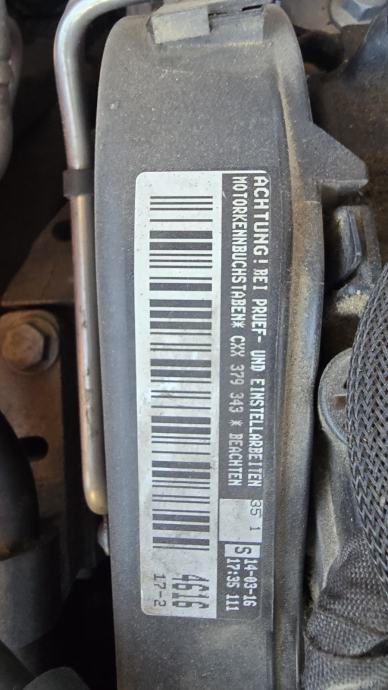 ACHTUNG! BEI PRUEF- UND EINSTELLARBEITEN
MOTORKENNBUCHSTABEN* CXX 379 343 * BEACHTEN
35 1
S
14-03-16
17:35 111
4616
17-2